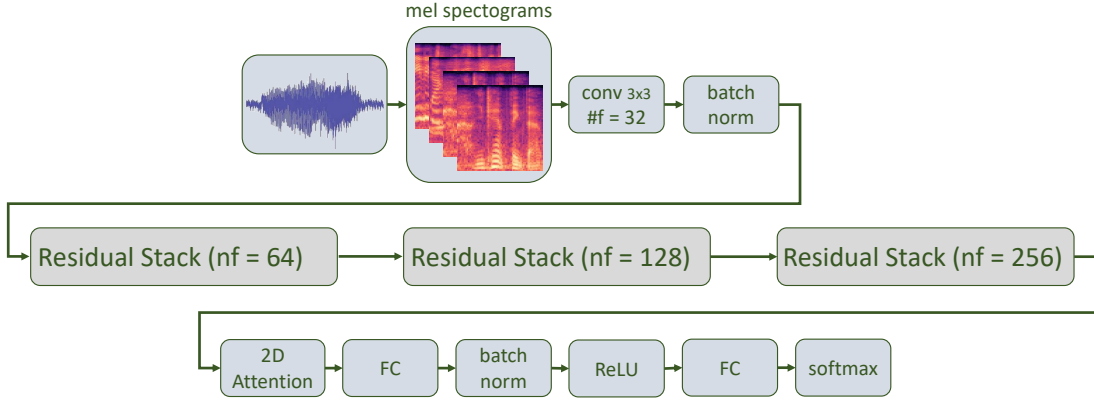 mel spectograms
conv 3x3
#f = 32
batch
norm
Residual Stack (nf = 64)
Residual Stack (nf = 128)
Residual Stack (nf = 256)
2D
Attention
FC
batch
norm
ReLU
FC
softmax